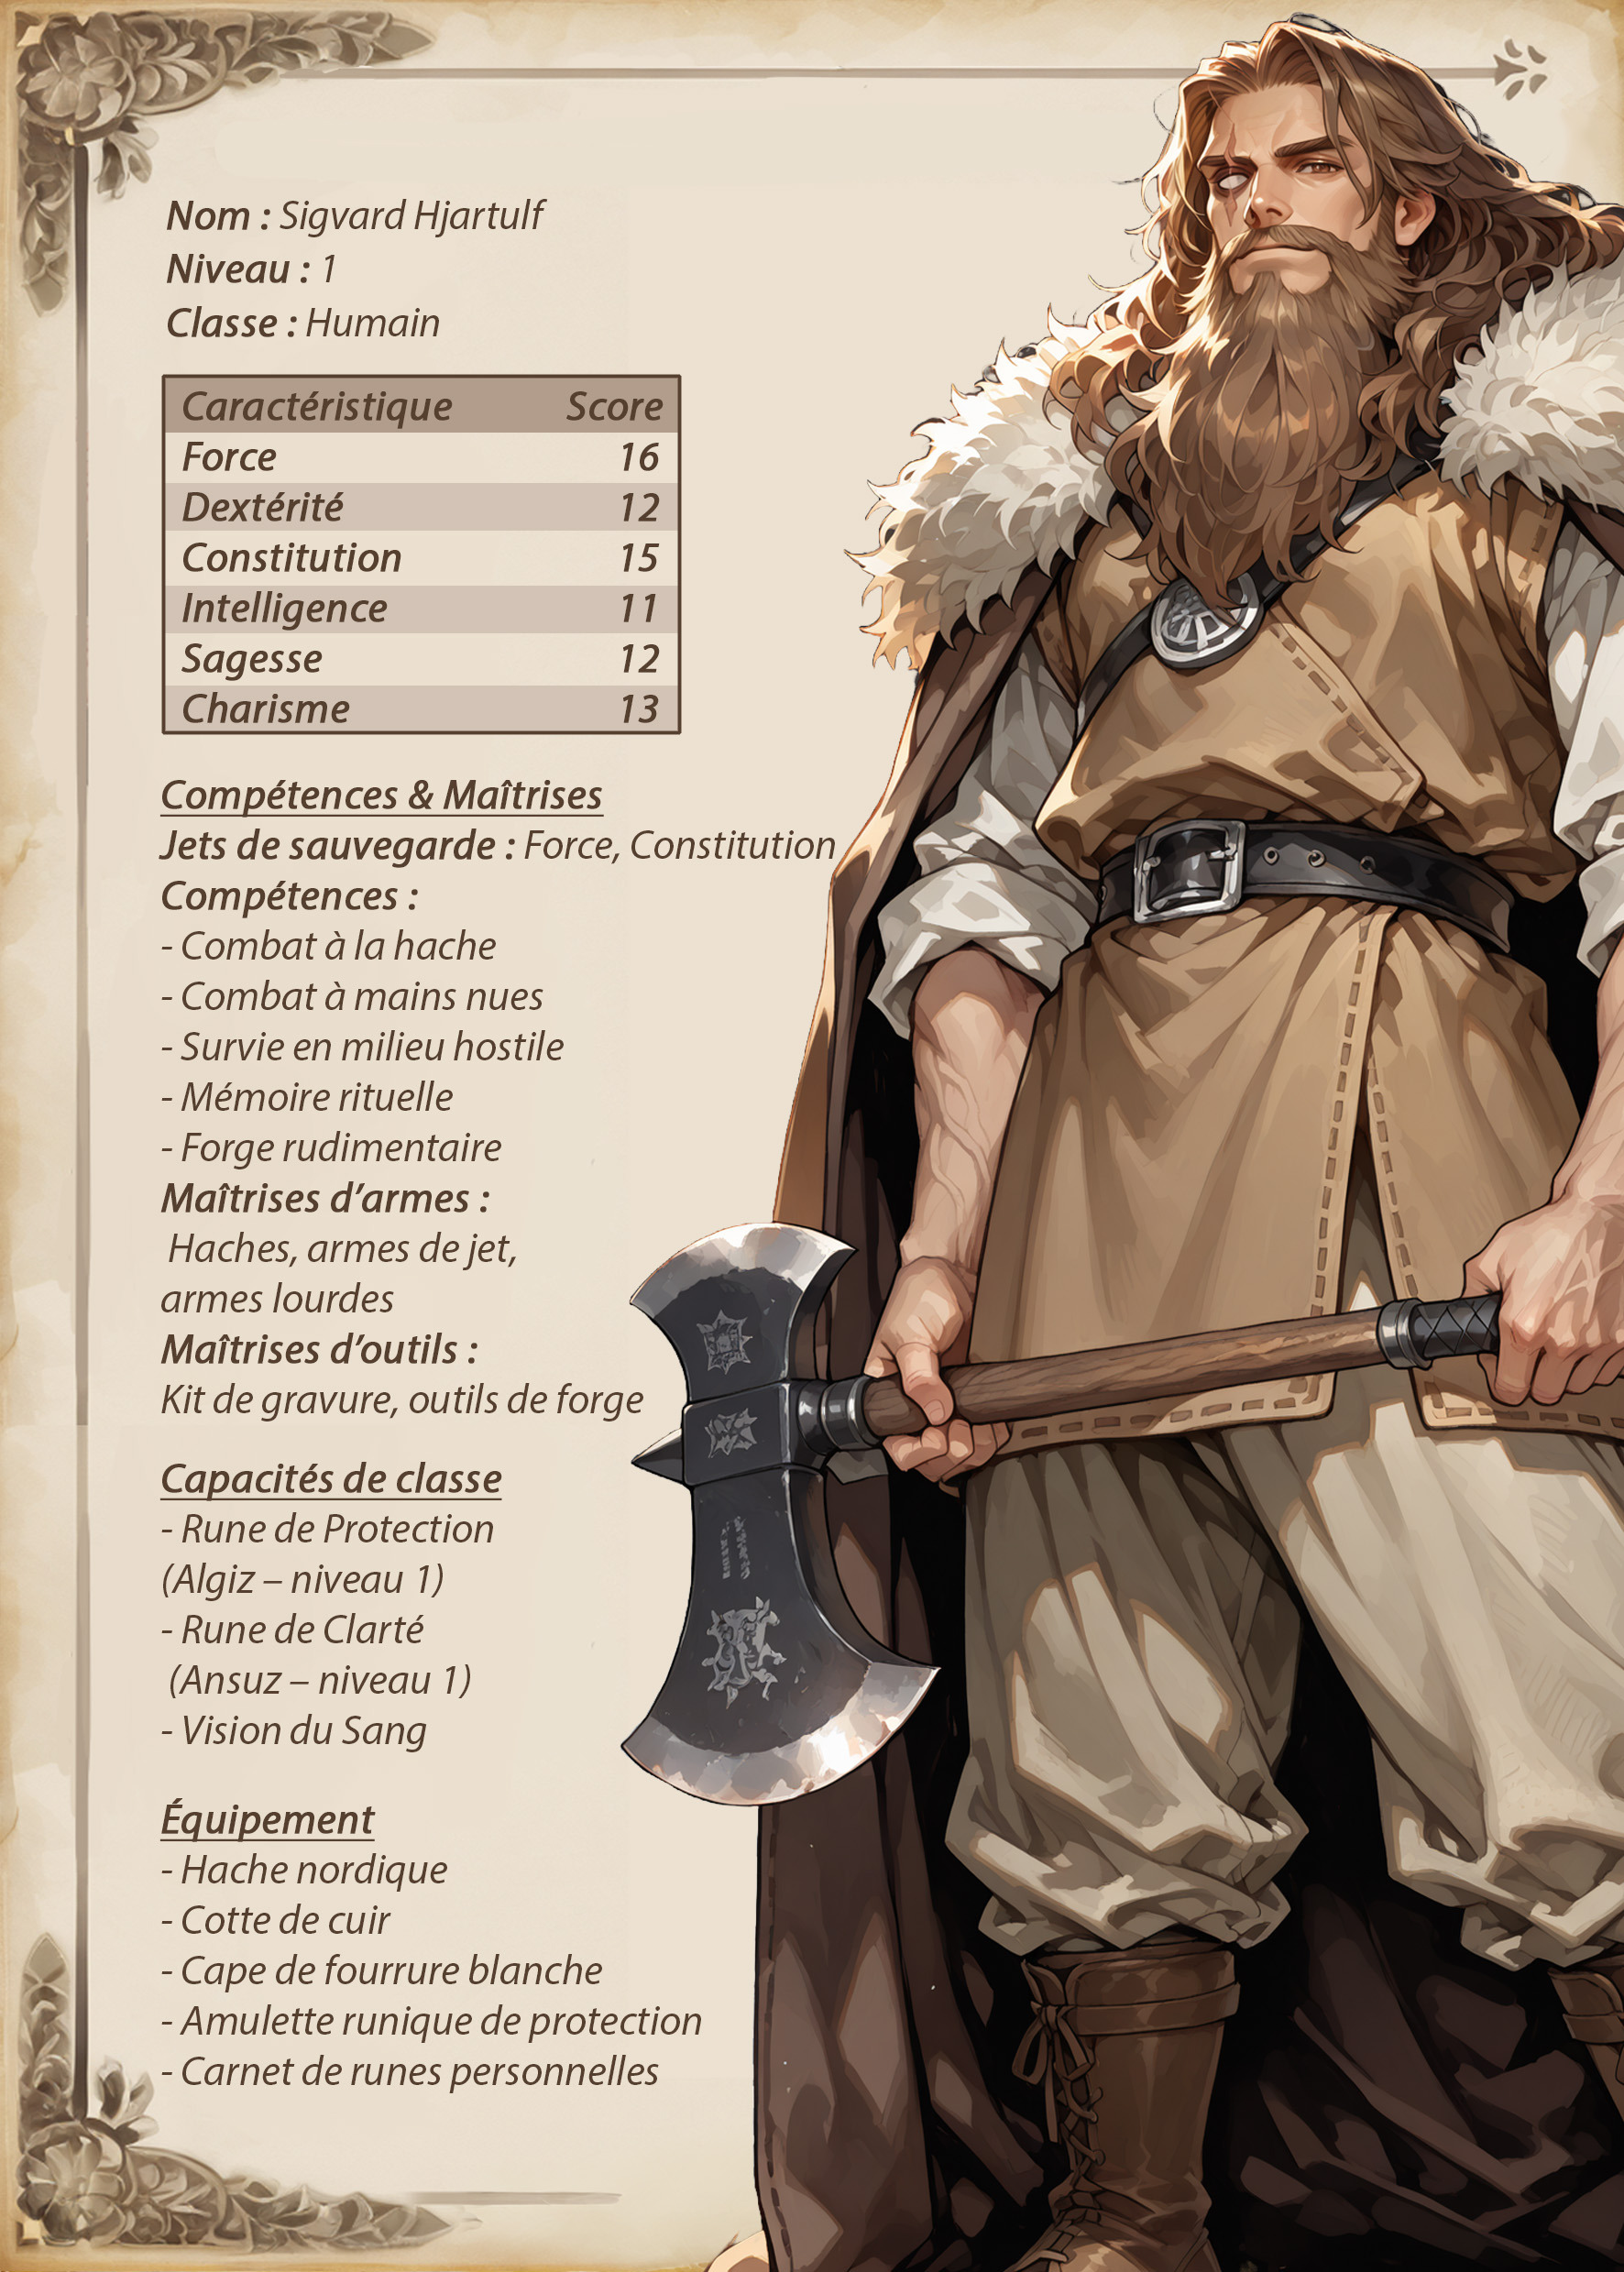 Nom : Sigvard Hjartulf
Niveau : 1
Classe : Humain
Caractéristique Score
Force 16
Dextérité 12
Constitution 15
Intelligence 11
Sagesse 12
Charisme 13
Compétences & Maîtrises
Jets de sauvegarde : Force, Constitution
Compétences :
- Combat à la hache
- Combat à mains nues
- Survie en milieu hostile
- Mémoire rituelle
- Forge rudimentaire
Maîtrises d’armes :
Haches, armes de jet,
armes lourdes
Maîtrises d’outils :
Kit de gravure, outils de forge
Capacités de classe
- Rune de Protection
(Algiz – niveau 1)
- Rune de Clarté
(Ansuz – niveau 1)
- Vision du Sang
Équipement
- Hache nordique
- Cotte de cuir
- Cape de fourrure blanche
- Amulette runique de protection
- Carnet de runes personnelles